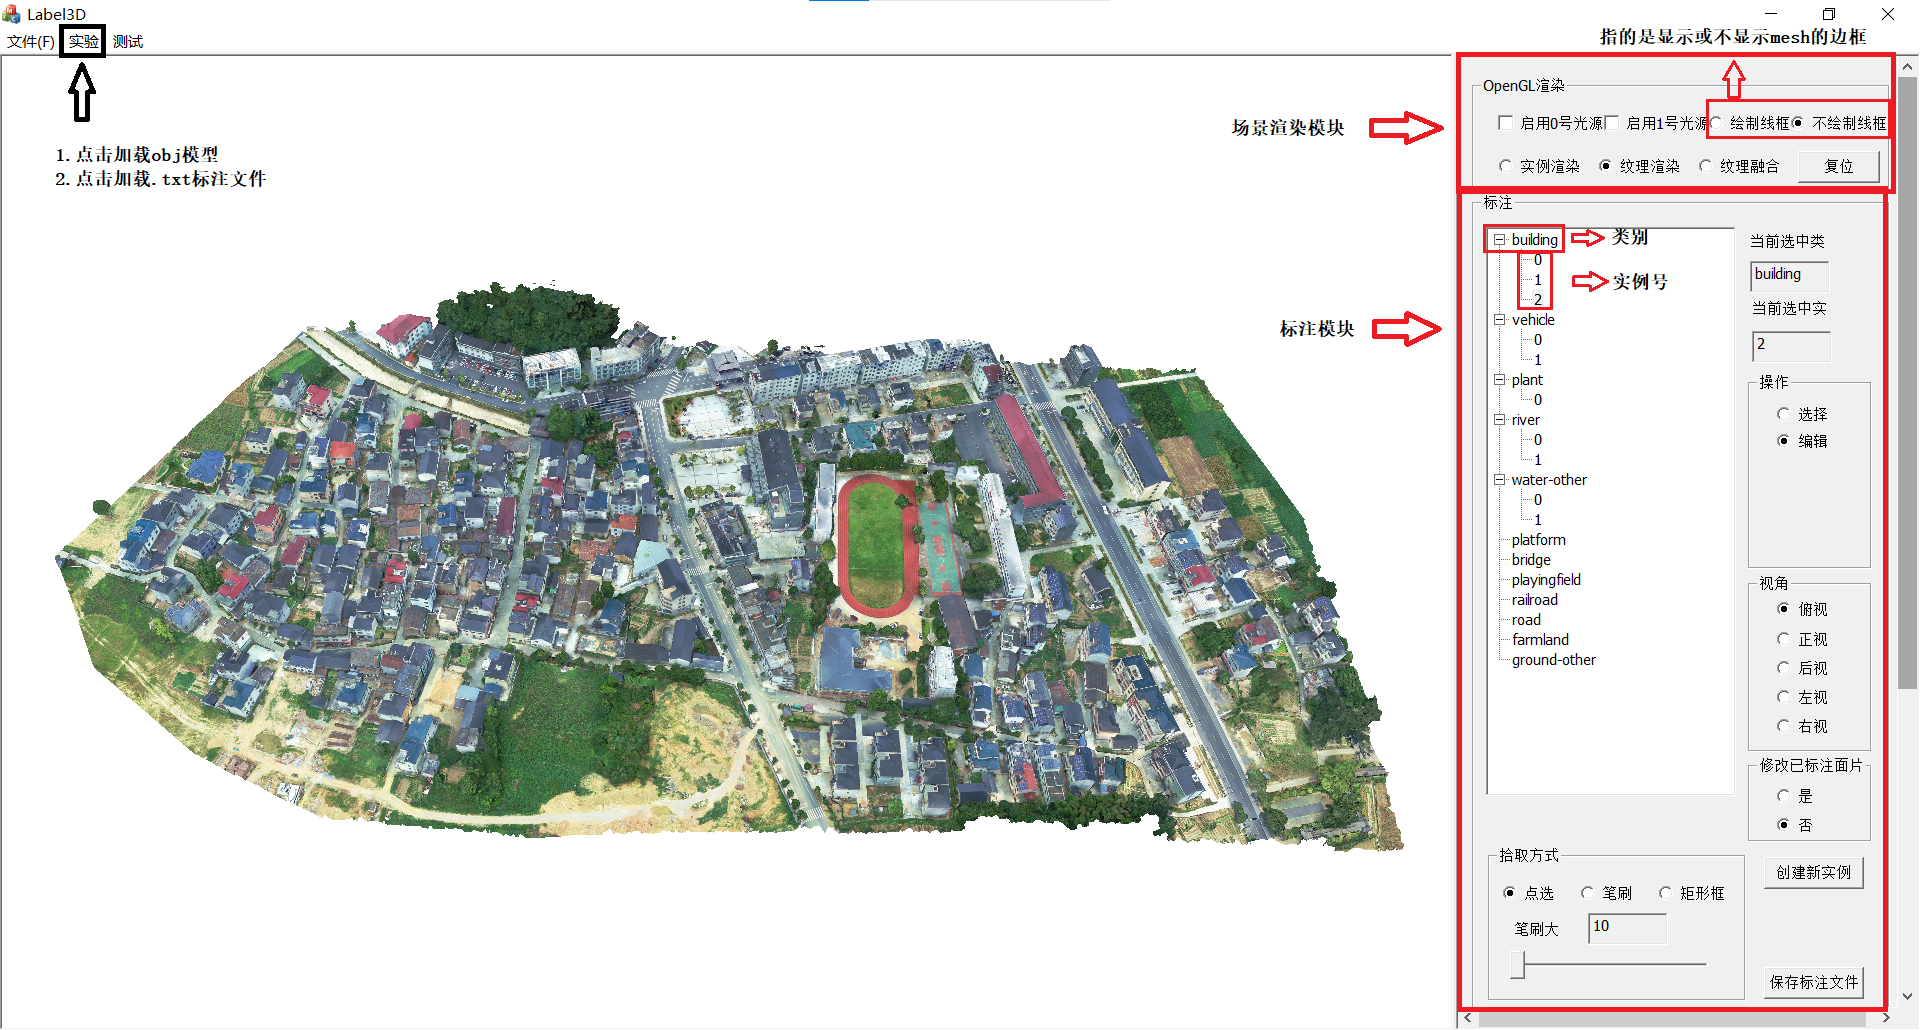 Label3D
文件(F) 实验 测试
指的是显示或不显示mesh的边框
1.点击加载obj模型
2.点击加载.txt标注文件
场景渲染模块
OpenGL渲染
启用0号光源 启用1号光源 绘制线框 不绘制线框
实例渲染 纹理渲染 纹理融合 复位
标注模块
标注
building 类别
0
1 实例号
2
vehicle
0
1
plant
0
river
0
1
water-other
0
1
platform
bridge
playingfield
railroad
road
farmland
ground-other
当前选中类
building
当前选中实
2
操作
选择
编辑
视角
俯视
正视
后视
左视
右视
修改已标注面片
是
否
拾取方式
点选 笔刷 矩形框
笔刷大 10
创建新实例
保存标注文件